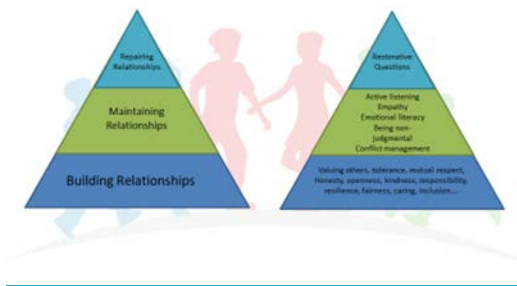 Repairing
Relationships
Maintaining
Relationships
Building Relationships
Restorative
Questions
Active listening
Empathy
Emotional literacy
Being non-
judgmental
Conflict management
Valuing others, tolerance, mutual respect,
Honesty, openness, kindness, responsibility,
resilience, fairness, caring, inclusion....